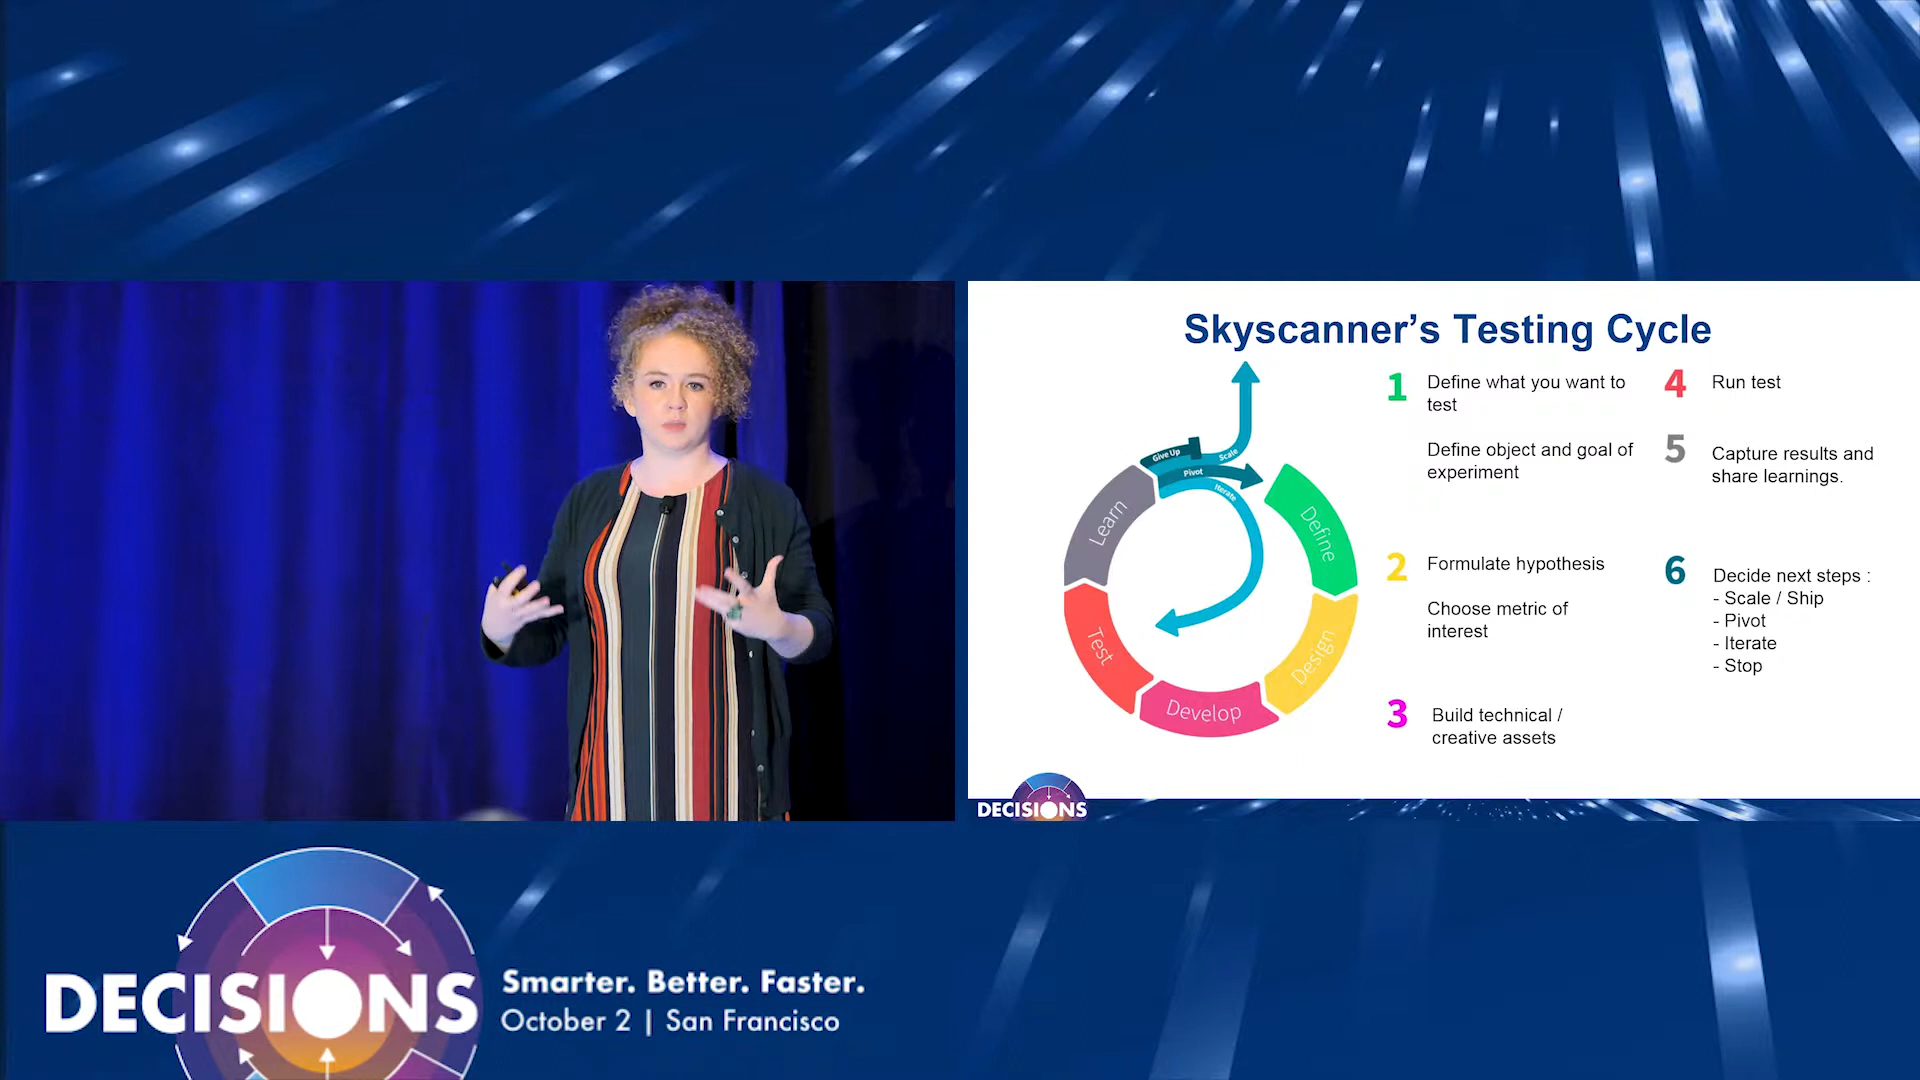 Skyscanner’s Testing Cycle
1
Define what you want to
test
Define object and goal of
experiment
2
Formulate hypothesis
Choose metric of
interest
3
Build technical /
creative assets
4
Run test
5
Capture results and
share learnings.
6
Decide next steps :
- Scale / Ship
- Pivot
- Iterate
- Stop
Give Up
Scale
Pivot
Iterate
Learn
Define
Test
Design
Develop
DECISIONS
DECISIONS
Smarter. Better. Faster.
October 2 | San Francisco